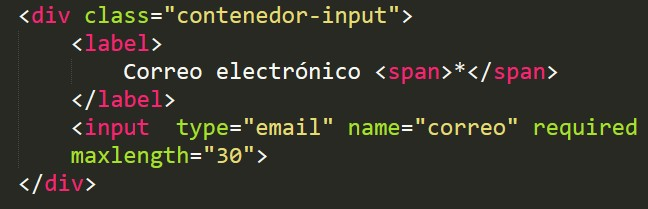 <div class="contenedor-input">
<label>
Correo electrónico <span>*</span>
</label>
<input  type="email" name="correo" required
maxlength="30">
</div>